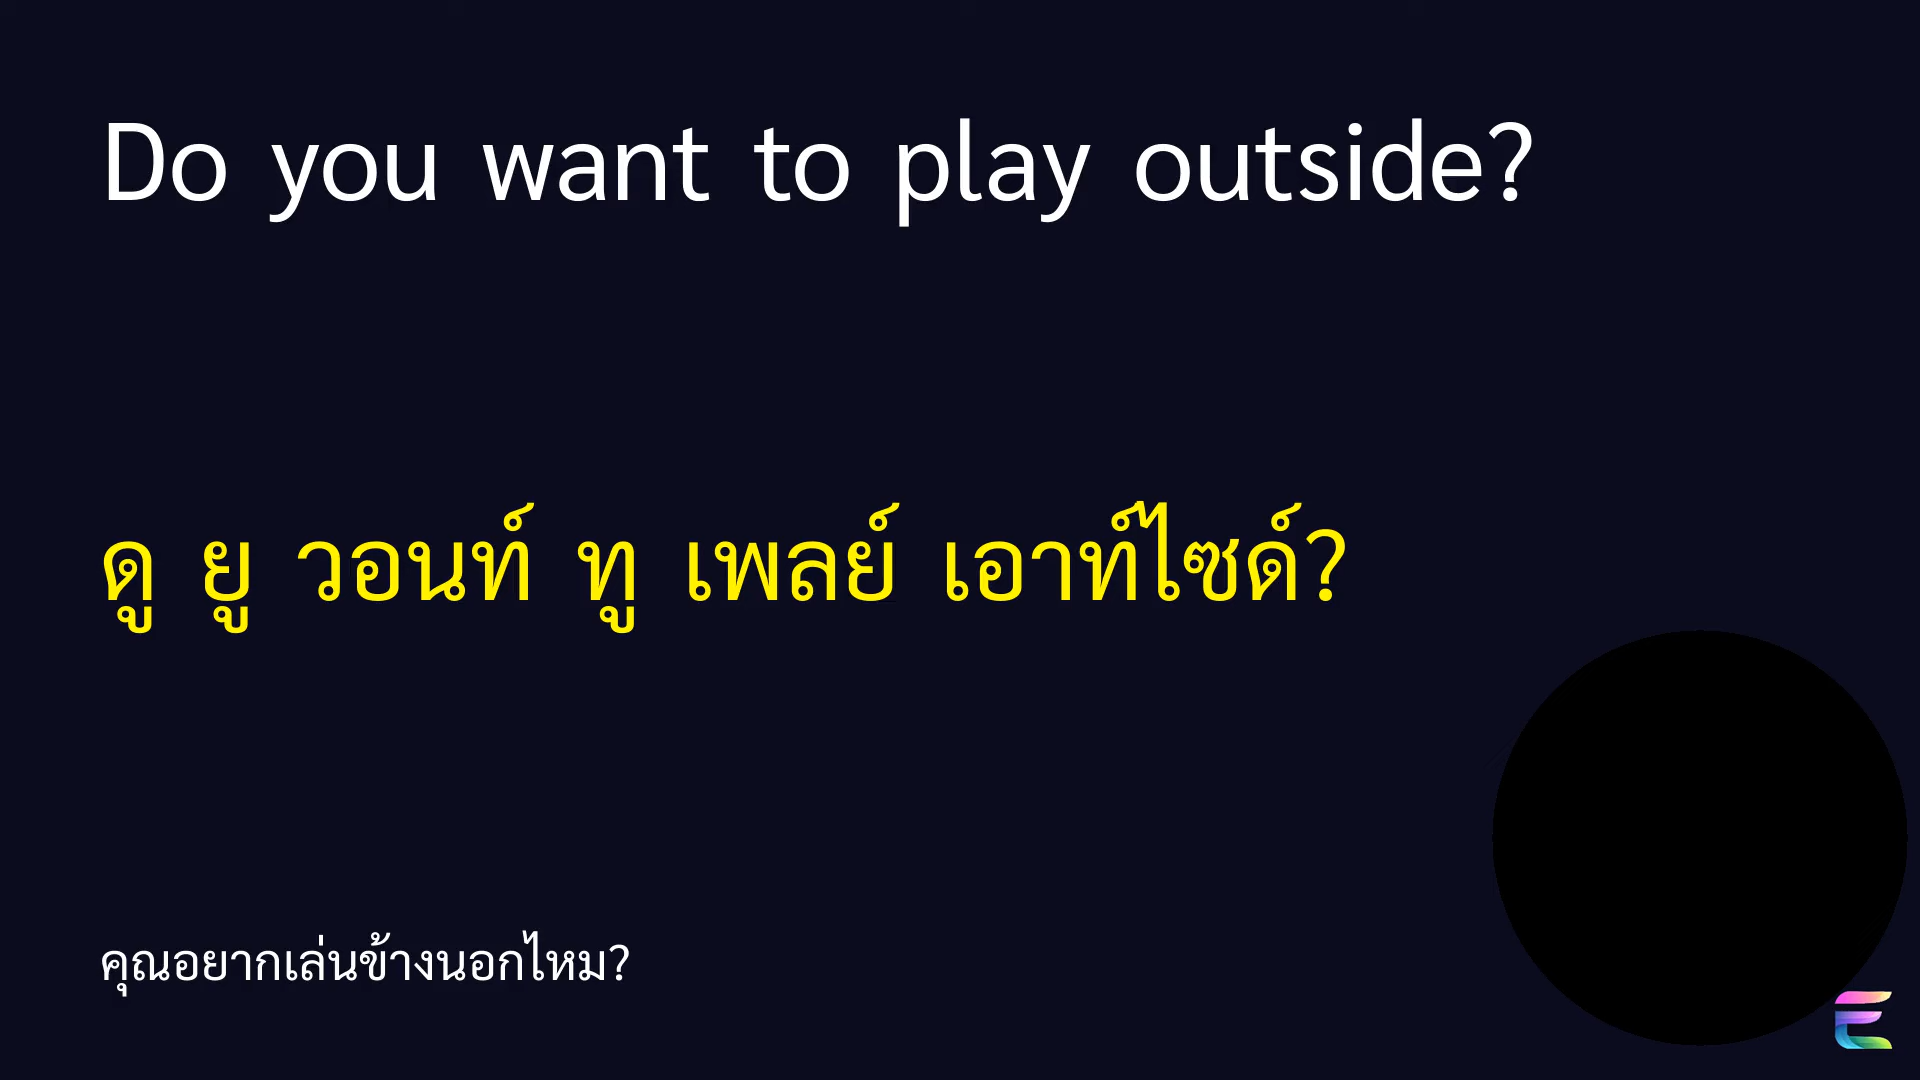 Do you want to play outside?
ดู ยู วอนท์ ทู เพลย์ เอาท์ไซด์?
คุณอยากเล่นข้างนอกไหม?